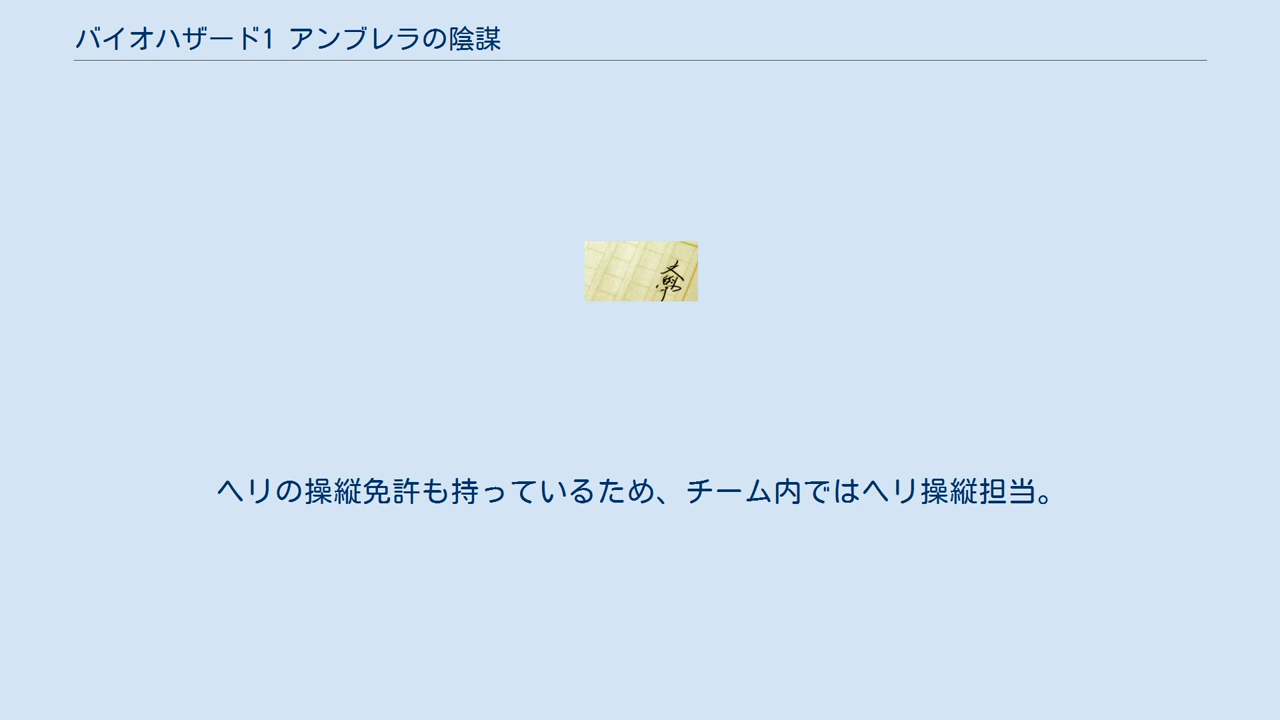 バイオハザード1 アンブレラの陰謀
ヘリの操縦免許も持っているため、チーム内ではヘリ操縦担当。